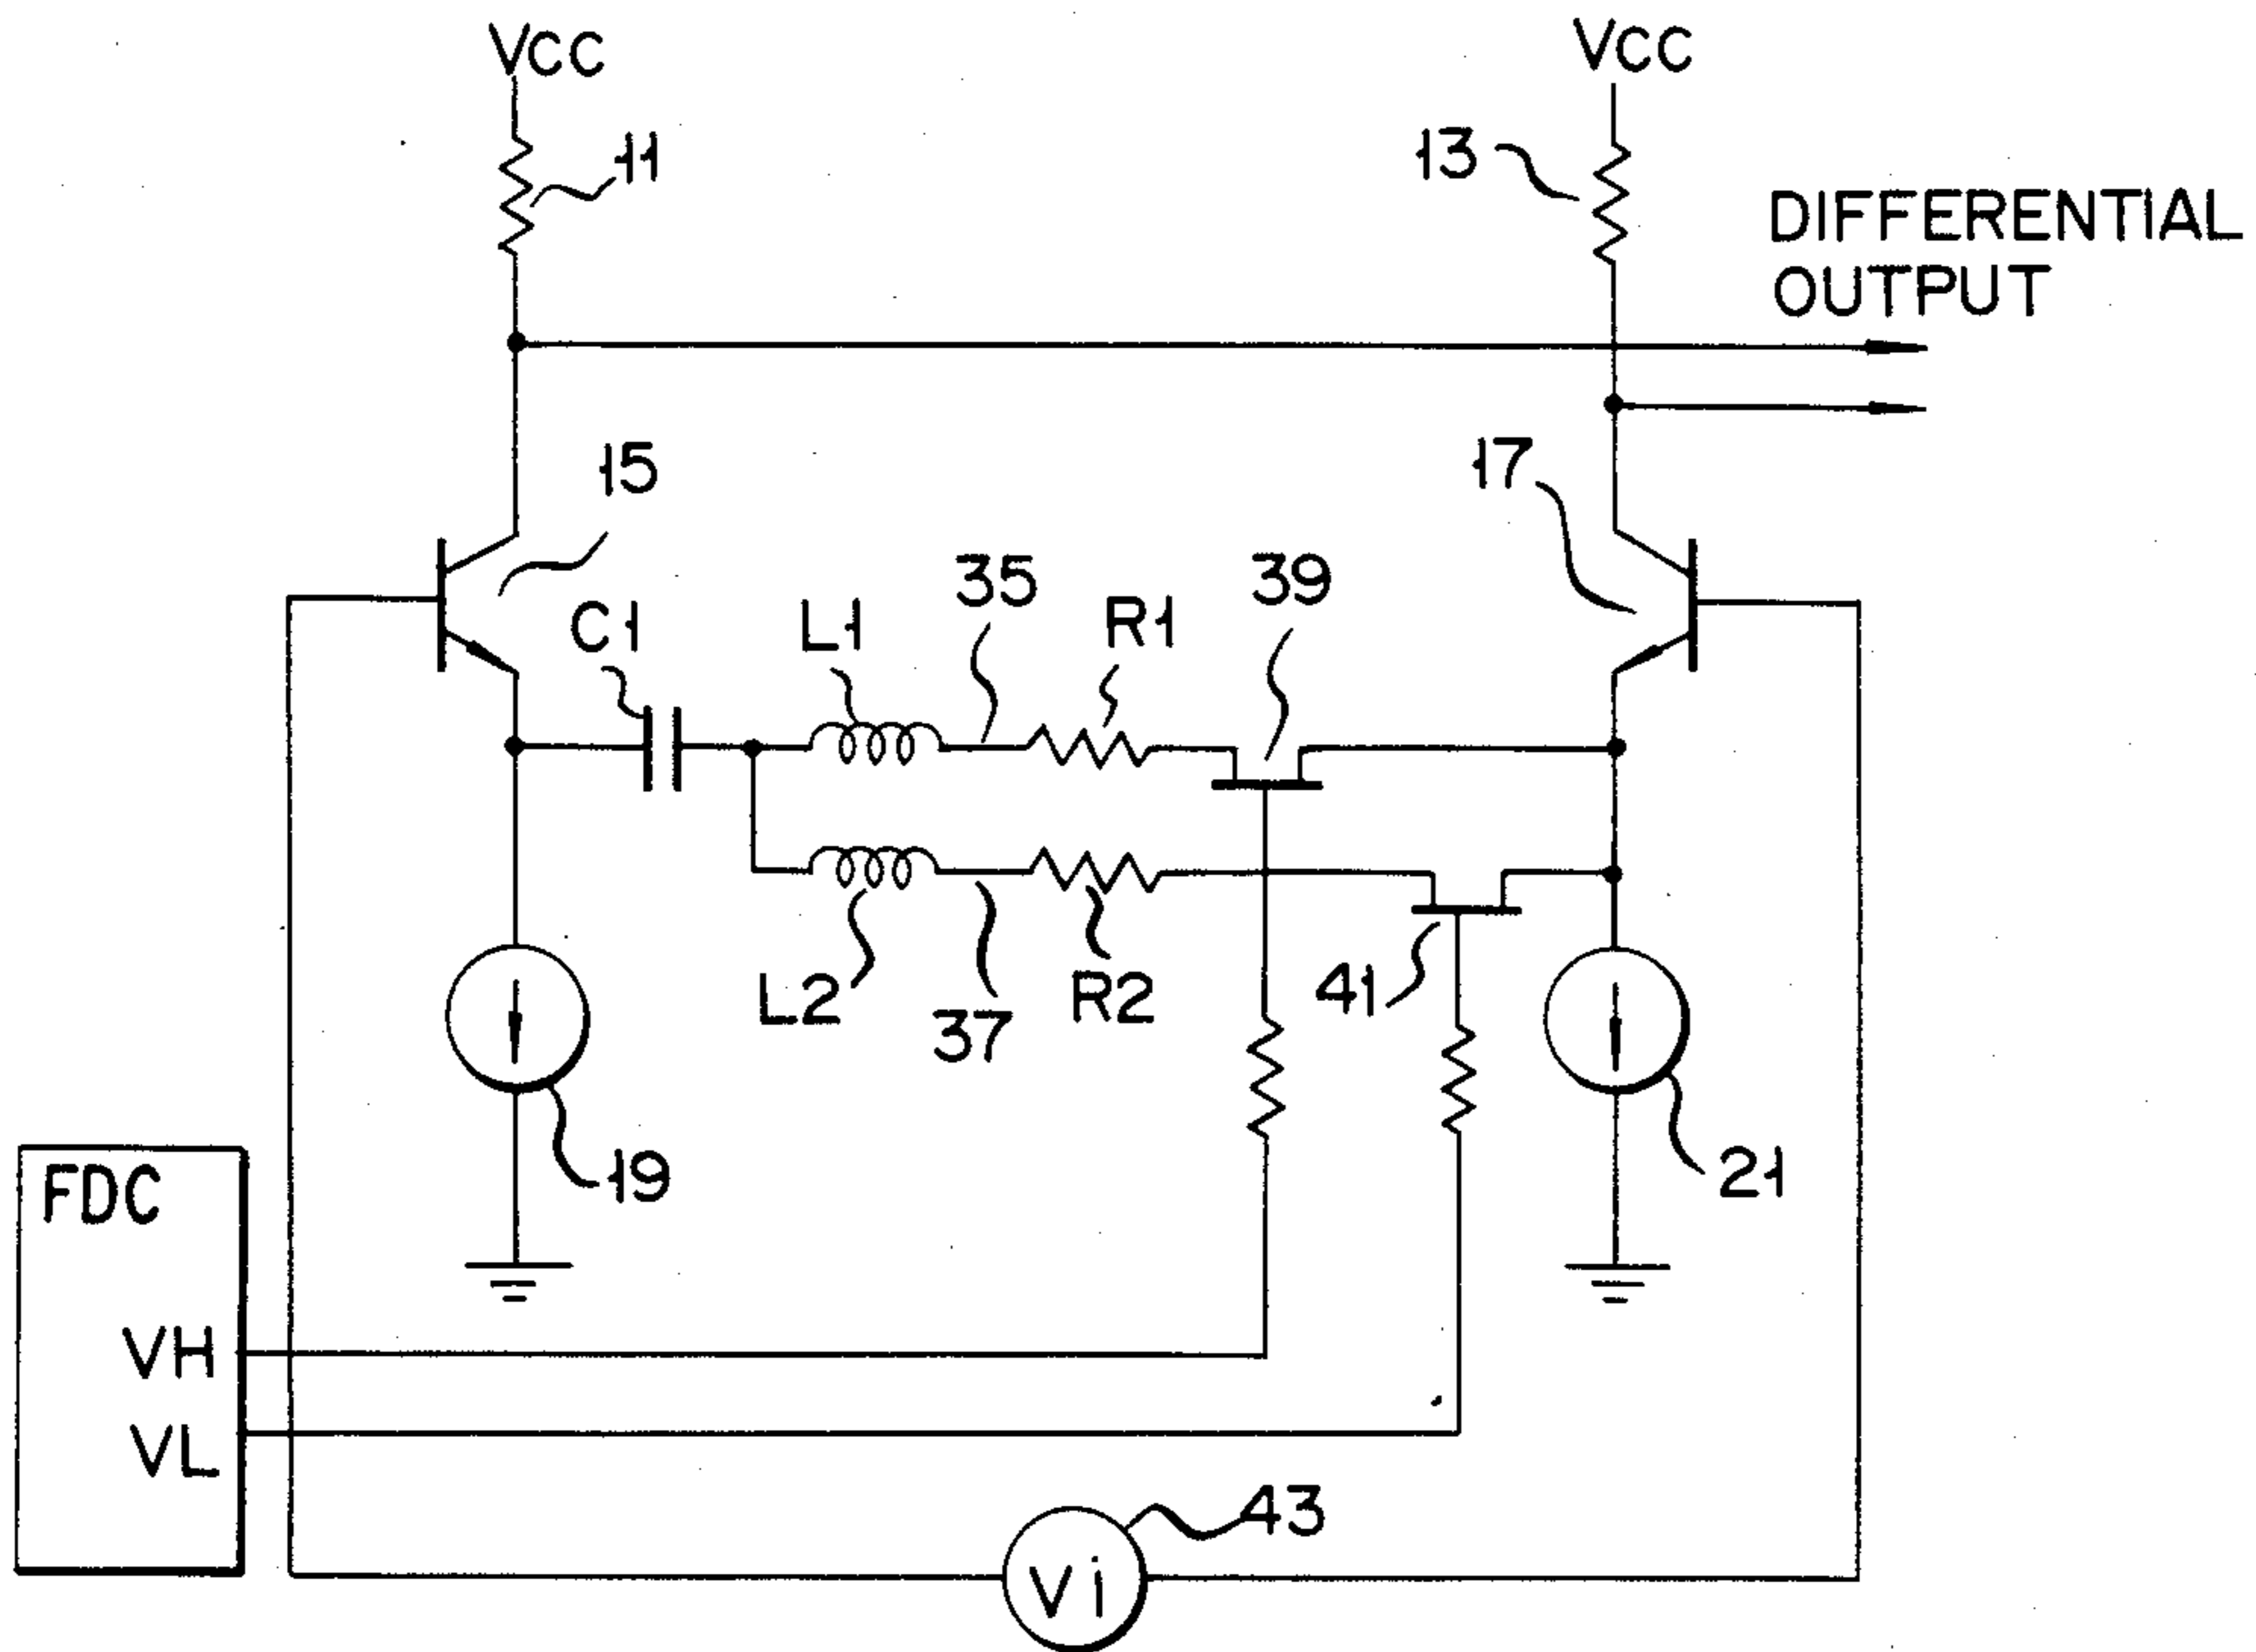 VCC
VCC
11
13
DIFFERENTIAL
OUTPUT
15
17
C1
L1
35
R1
39
L2
37
R2
41
19
21
FDC
VH
VL
43
Vi